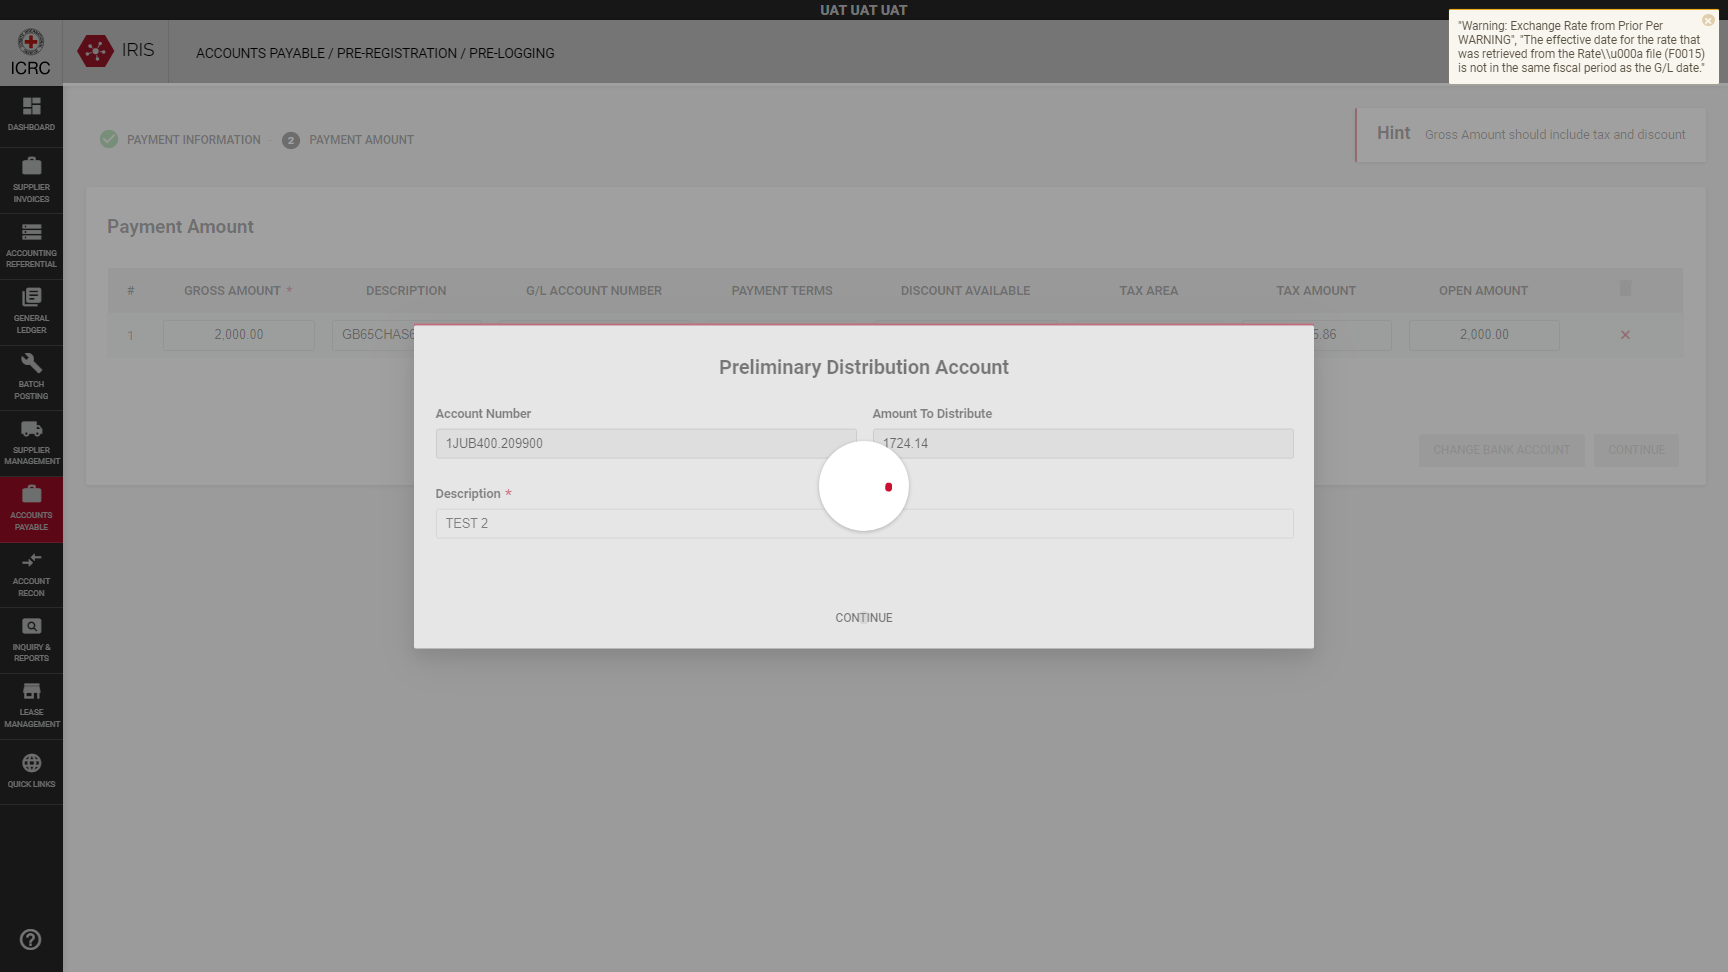 UAT UAT UAT
ICRC
IRIS
ACCOUNTS PAYABLE / PRE-REGISTRATION / PRE-LOGGING
"Warning: Exchange Rate from Prior Per
WARNING", "The effective date for the rate that
was retrieved from the Rate\\u000a file (F0015)
is not in the same fiscal period as the G/L date."
DASHBOARD
SUPPLIER
INVOICES
ACCOUNTING
REFERENTIAL
GENERAL
LEDGER
BATCH
POSTING
SUPPLIER
MANAGEMENT
ACCOUNTS
PAYABLE
ACCOUNT
RECON
INQUIRY &
REPORTS
LEASE
MANAGEMENT
QUICK LINKS
PAYMENT INFORMATION
2 PAYMENT AMOUNT
Hint Gross Amount should include tax and discount
Payment Amount
# GROSS AMOUNT * DESCRIPTION G/L ACCOUNT NUMBER PAYMENT TERMS DISCOUNT AVAILABLE TAX AREA TAX AMOUNT OPEN AMOUNT
1 2,000.00 GB65CHAS 5.86 2,000.00
CHANGE BANK ACCOUNT CONTINUE
Preliminary Distribution Account
Account Number Amount To Distribute
1JUB400.209900 1724.14
Description *
TEST 2
CONTINUE